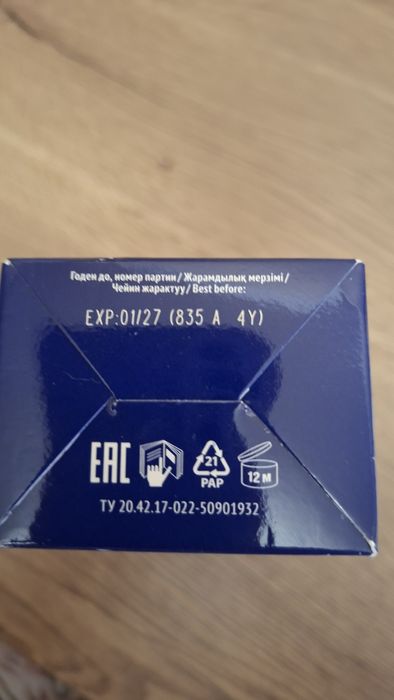 Годен до, номер партии / Жарамдылық мерзімі /
Чейин жарактуу / Best before:
EXP:01/27 (835 A 4Y)
EAC
21
PAP
12 М
ТУ 20.42.17-022-50901932